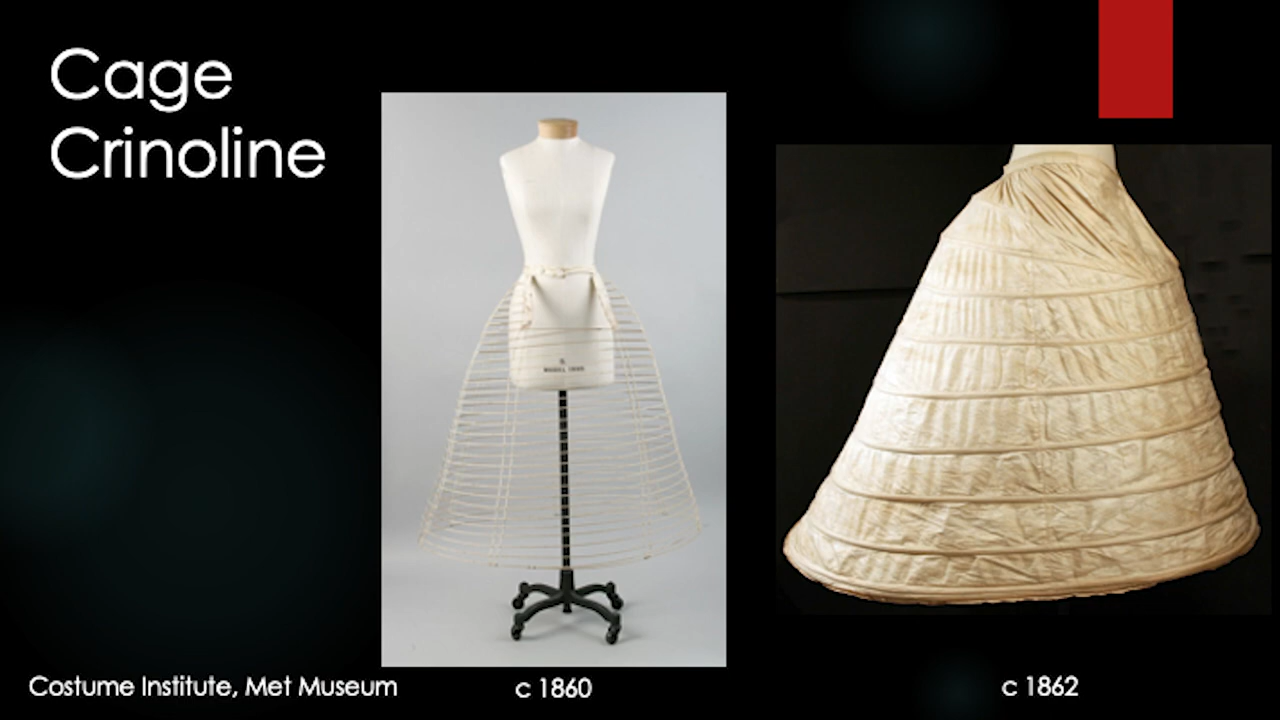 Cage
Crinoline
Costume Institute, Met Museum
c 1860
c 1862